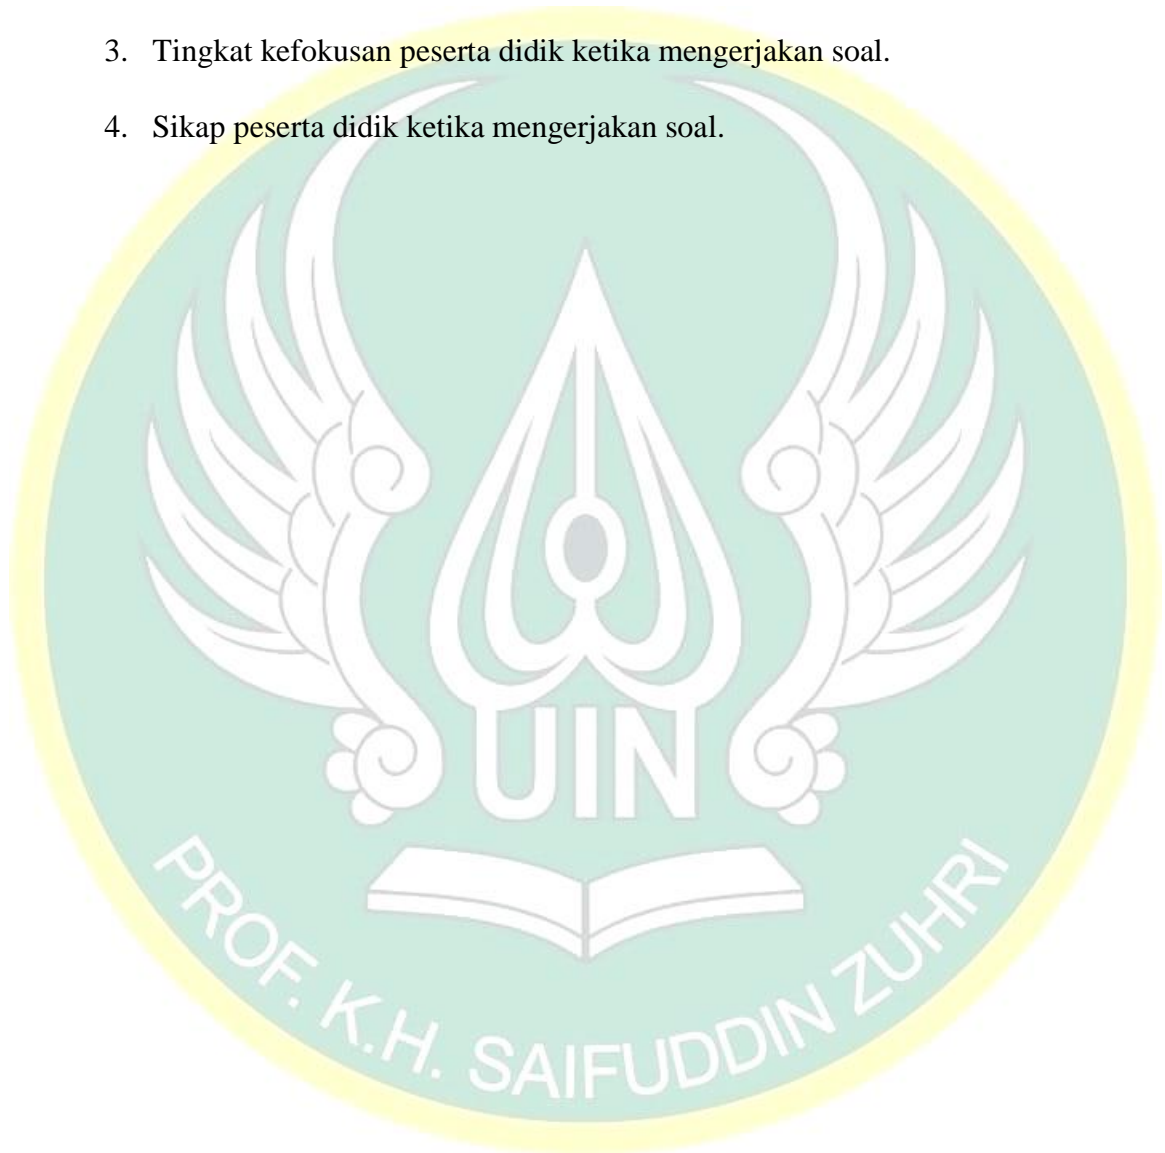 3. Tingkat kefokusan peserta didik ketika mengerjakan soal.
4. Sikap peserta didik ketika mengerjakan soal.
UIN
PROF. K.H. SAIFUDDIN ZUHRI